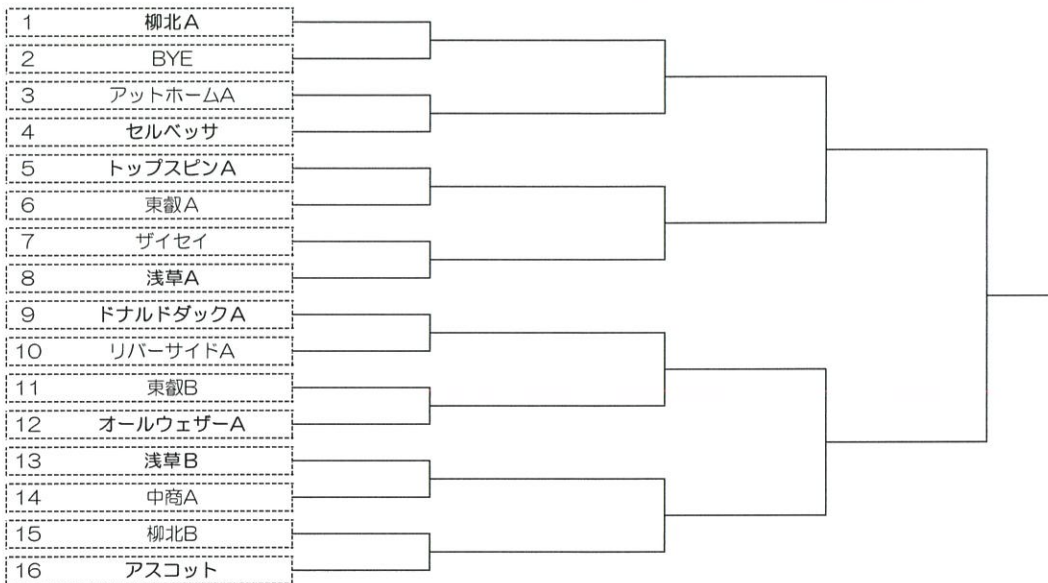 1 柳北A
2 BYE
3 アットホームA
4 セルベッサ
5 トップスピンA
6 東叡A
7 ザイセイ
8 浅草A
9 ドナルドダックA
10 リバーサイドA
11 東叡B
12 オールウェザーA
13 浅草B
14 中商A
15 柳北B
16 アスコット